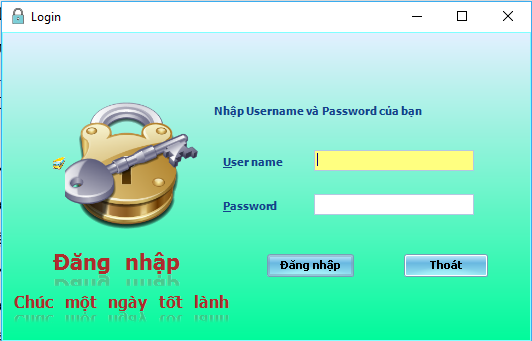 Login
Nhập Username và Password của bạn
User name
Password
Đăng nhập
Thoát
Đăng nhập
Chúc một ngày tốt lành